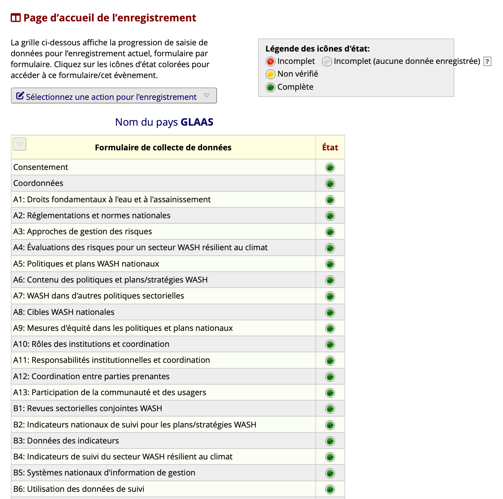 Page d'accueil de l'enregistrement
La grille ci-dessous affiche la progression de saisie de
données pour l'enregistrement actuel, formulaire par
formulaire. Cliquez sur les icônes d'état colorées pour
accéder à ce formulaire/cet évènement.
Légende des icônes d'état:
Incomplet Incomplet (aucune donnée enregistrée) ?
Non vérifié
Complète
Sélectionnez une action pour l'enregistrement
Nom du pays GLAAS
Formulaire de collecte de données État
Consentement
Coordonnées
A1: Droits fondamentaux à l'eau et à l'assainissement
A2: Réglementations et normes nationales
A3: Approches de gestion des risques
A4: Évaluations des risques pour un secteur WASH résilient au climat
A5: Politiques et plans WASH nationaux
A6: Contenu des politiques et plans/stratégies WASH
A7: WASH dans d'autres politiques sectorielles
A8: Cibles WASH nationales
A9: Mesures d'équité dans les politiques et plans nationaux
A10: Rôles des institutions et coordination
A11: Responsabilités institutionnelles et coordination
A12: Coordination entre parties prenantes
A13: Participation de la communauté et des usagers
B1: Revues sectorielles conjointes WASH
B2: Indicateurs nationaux de suivi pour les plans/stratégies WASH
B3: Données des indicateurs
B4: Indicateurs de suivi du secteur WASH résilient au climat
B5: Systèmes nationaux d'information de gestion
B6: Utilisation des données de suivi